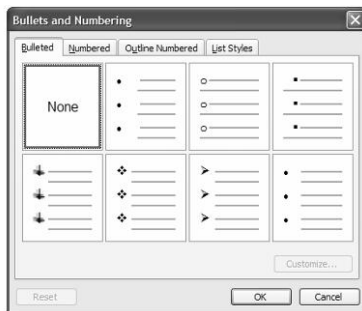 Bullets and Numbering
Bulleted Numbered Outline Numbered List Styles
None
Customize...
Reset OK Cancel